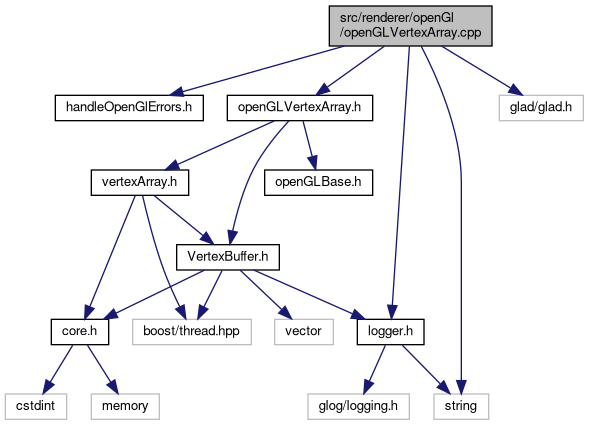 src/renderer/openGl
/openGLVertexArray.cpp
handleOpenGlErrors.h
openGLVertexArray.h
glad/glad.h
vertexArray.h
openGLBase.h
VertexBuffer.h
core.h
boost/thread.hpp
vector
logger.h
cstdint
memory
glog/logging.h
string